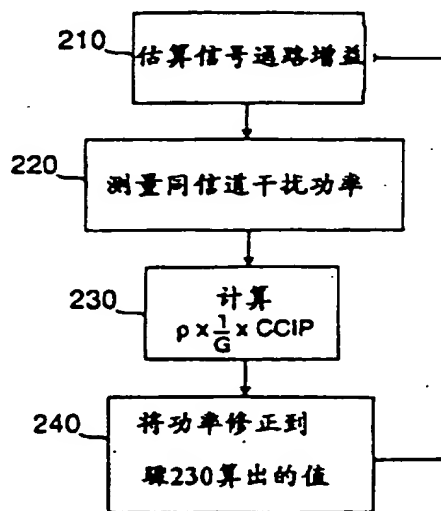 210
估算信号通路增益
220
测量同信道干扰功率
230
计算
ρ × 1/G × CCIP
240
将功率修正到
骤230算出的值